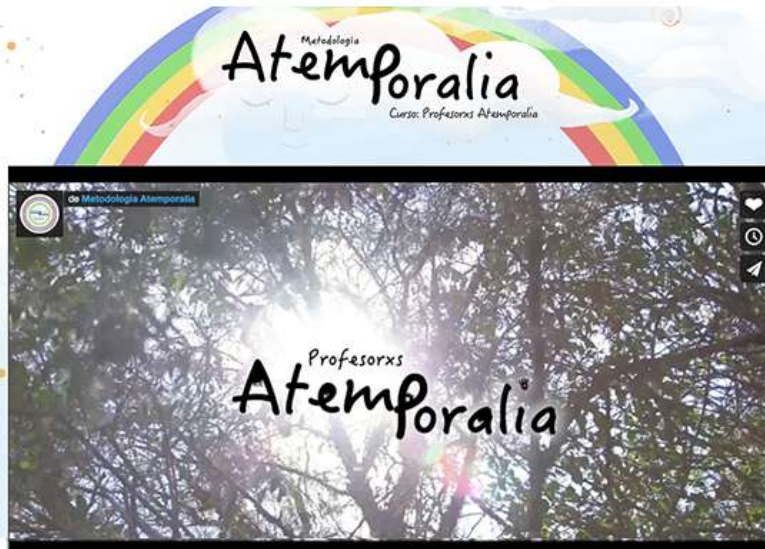 Metodologia
Atemporalia
Curso: Profesorxs Atemporalia
de Metodologia Atemporalia
Profesorxs
Atemporalia